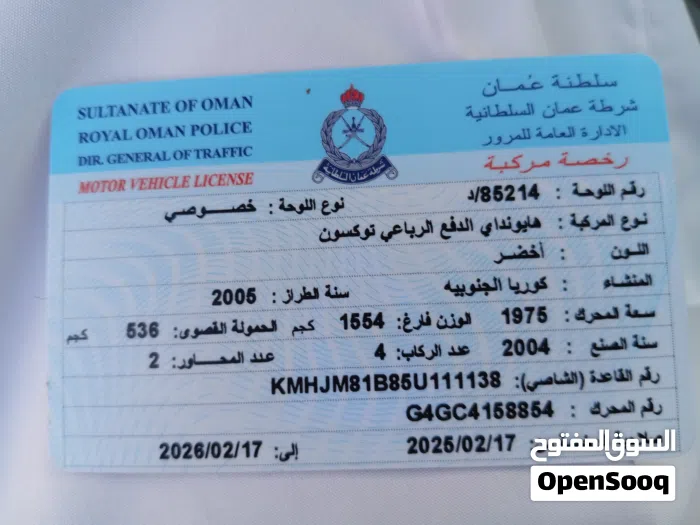 SULTANATE OF OMAN
ROYAL OMAN POLICE
DIR. GENERAL OF TRAFFIC
MOTOR VEHICLE LICENSE
سلطنة عُمان
شرطة عمان السلطانية
الادارة العامة للمرور
رخصة مركبة
شرطة عمان السلطانية
رقم اللوحة : 85214/د نوع اللوحة : خصوصي
نوع المركبة : هايونداي الدفع الرباعي توكسون
اللون : أخضر
المنشاء : كوريا الجنوبيه سنة الطراز : 2005
سعة المحرك : 1975 الوزن فارغ: 1554 كجم الحمولة القصوى: 536 كجم
سنة الصنع : 2004 عدد الركاب: 4 عدد المحاور: 2
رقم القاعدة (الشاصي): KMHJM81B85U111138
رقم المحرك : G4GC4158854
2025/02/17 إلى: 2026/02/17
السوق المفتوح
OpenSooq